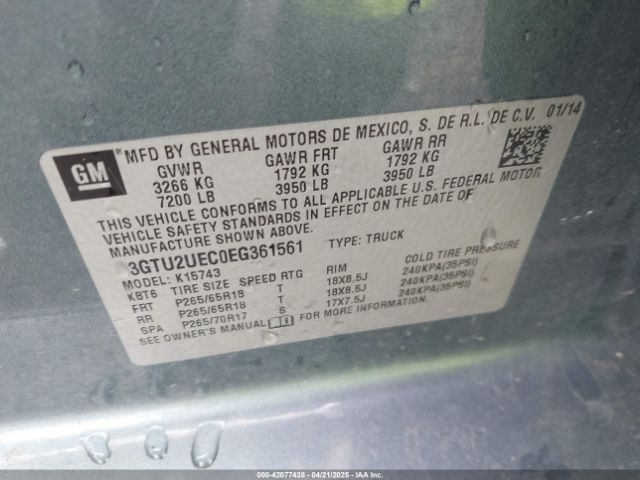 GM
*MFD BY GENERAL MOTORS DE MEXICO, S. DE R.L. DE C.V. 01/14
GVWR GAWR FRT GAWR RR
3266 KG 1792 KG 1792 KG
7200 LB 3950 LB 3950 LB
THIS VEHICLE CONFORMS TO ALL APPLICABLE U.S. FEDERAL MOTOR
VEHICLE SAFETY STANDARDS IN EFFECT ON THE DATE OF
MANUFACTURE SHOWN ABOVE.
3GTU2UEC0EG361561 TYPE: TRUCK
MODEL: K15743
KBT6 TIRE SIZE SPEED RTG RIM COLD TIRE PRESSURE
FRT P265/65R18 T 18X8.5J 240KPA(35PSI)
RR P265/65R18 T 18X8.5J 240KPA(35PSI)
SPA P265/70R17 S 17X7.5J 240KPA(35PSI)
SEE OWNER'S MANUAL FOR MORE INFORMATION.
000-42077438 - 04/21/2025 - IAAI.COM